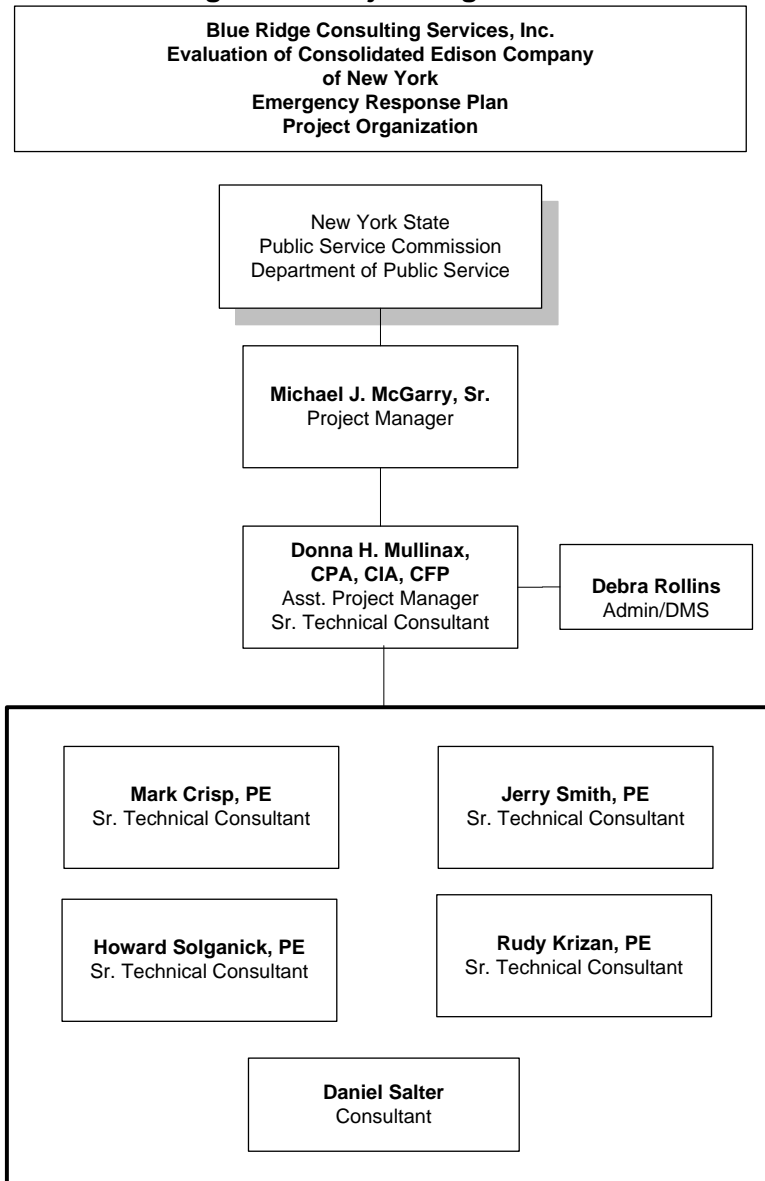 Blue Ridge Consulting Services, Inc.
Evaluation of Consolidated Edison Company
of New York
Emergency Response Plan
Project Organization
New York State
Public Service Commission
Department of Public Service
Michael J. McGarry, Sr.
Project Manager
Donna H. Mullinax,
CPA, CIA, CFP
Asst. Project Manager
Sr. Technical Consultant
Debra Rollins
Admin/DMS
Mark Crisp, PE
Sr. Technical Consultant
Jerry Smith, PE
Sr. Technical Consultant
Howard Solganick, PE
Sr. Technical Consultant
Rudy Krizan, PE
Sr. Technical Consultant
Daniel Salter
Consultant